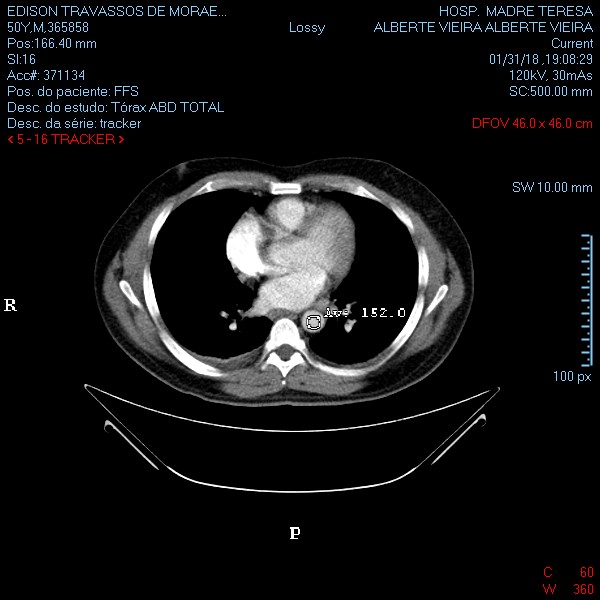 EDISON TRAVASSOS DE MORAE...
50Y,M,365858
Pos:166.40 mm
SI:16
Acc#: 371134
Pos. do paciente: FFS
Desc. do estudo: Tórax ABD TOTAL
Desc. da série: tracker
< 5 - 16 TRACKER >
Lossy
HOSP. MADRE TERESA
ALBERTE VIEIRA ALBERTE VIEIRA
Current
01/31/18 ,19:08:29
120kV, 30mAs
SC:500.00 mm
DFOV 46.0 x 46.0 cm
SW 10.00 mm
R
Ave 152.0
100 px
P
C 60
W 360